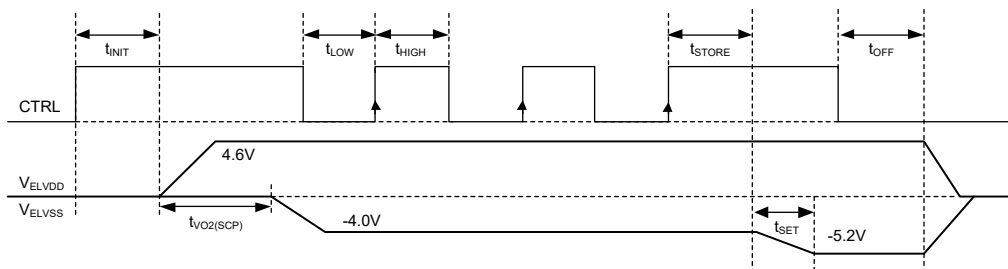 tINIT
tLOW
tHIGH
tSTORE
tOFF
CTRL
4.6V
VELVDD
VELVSS
tVO2(SCP)
-4.0V
tSET
-5.2V